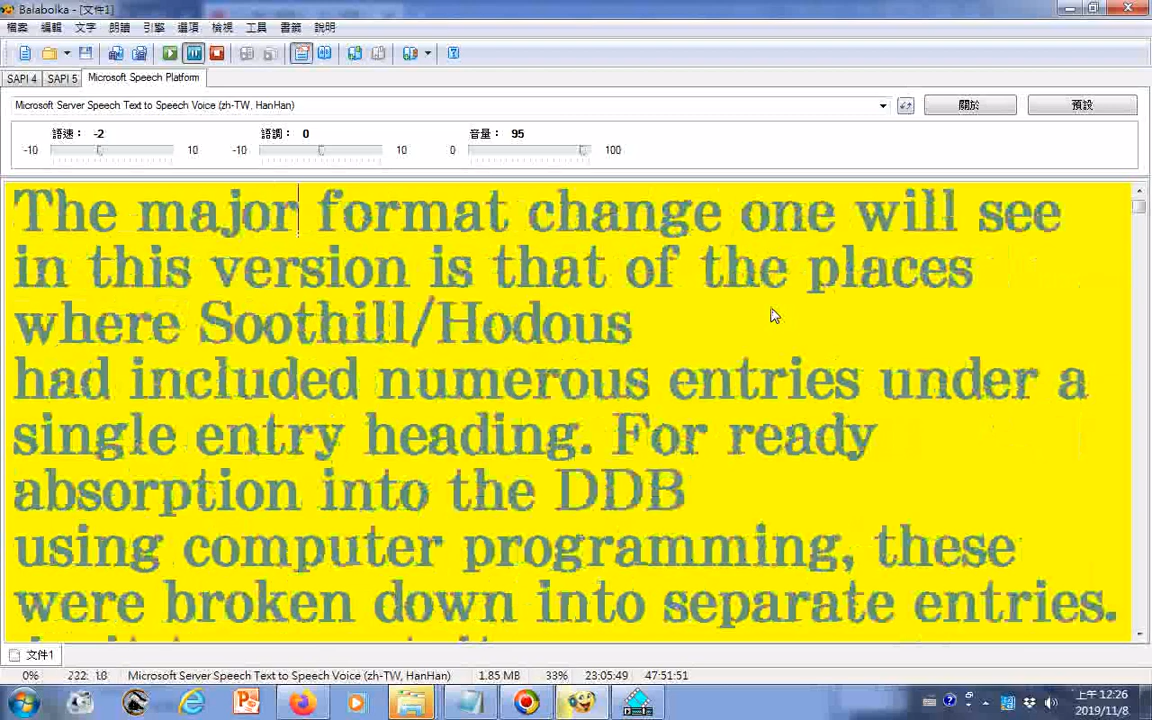 Balabolka - [文件1]
檔案 編輯 文字 朗讀 引擎 選項 檢視 工具 書籤 說明
SAPI 4 SAPI 5 Microsoft Speech Platform
Microsoft Server Speech Text to Speech Voice (zh-TW, HanHan)
關於 預設
語速： -2 語調： 0 音量： 95
-10 10 -10 10 0 100
The major format change one will see
in this version is that of the places
where Soothill/Hodous
had included numerous entries under a
single entry heading. For ready
absorption into the DDB
using computer programming, these
were broken down into separate entries.
文件1
0% 222: 18 Microsoft Server Speech Text to Speech Voice (zh-TW, HanHan) 1.85 MB 33% 23:05:49 47:51:51
上午 12:26
2019/11/8